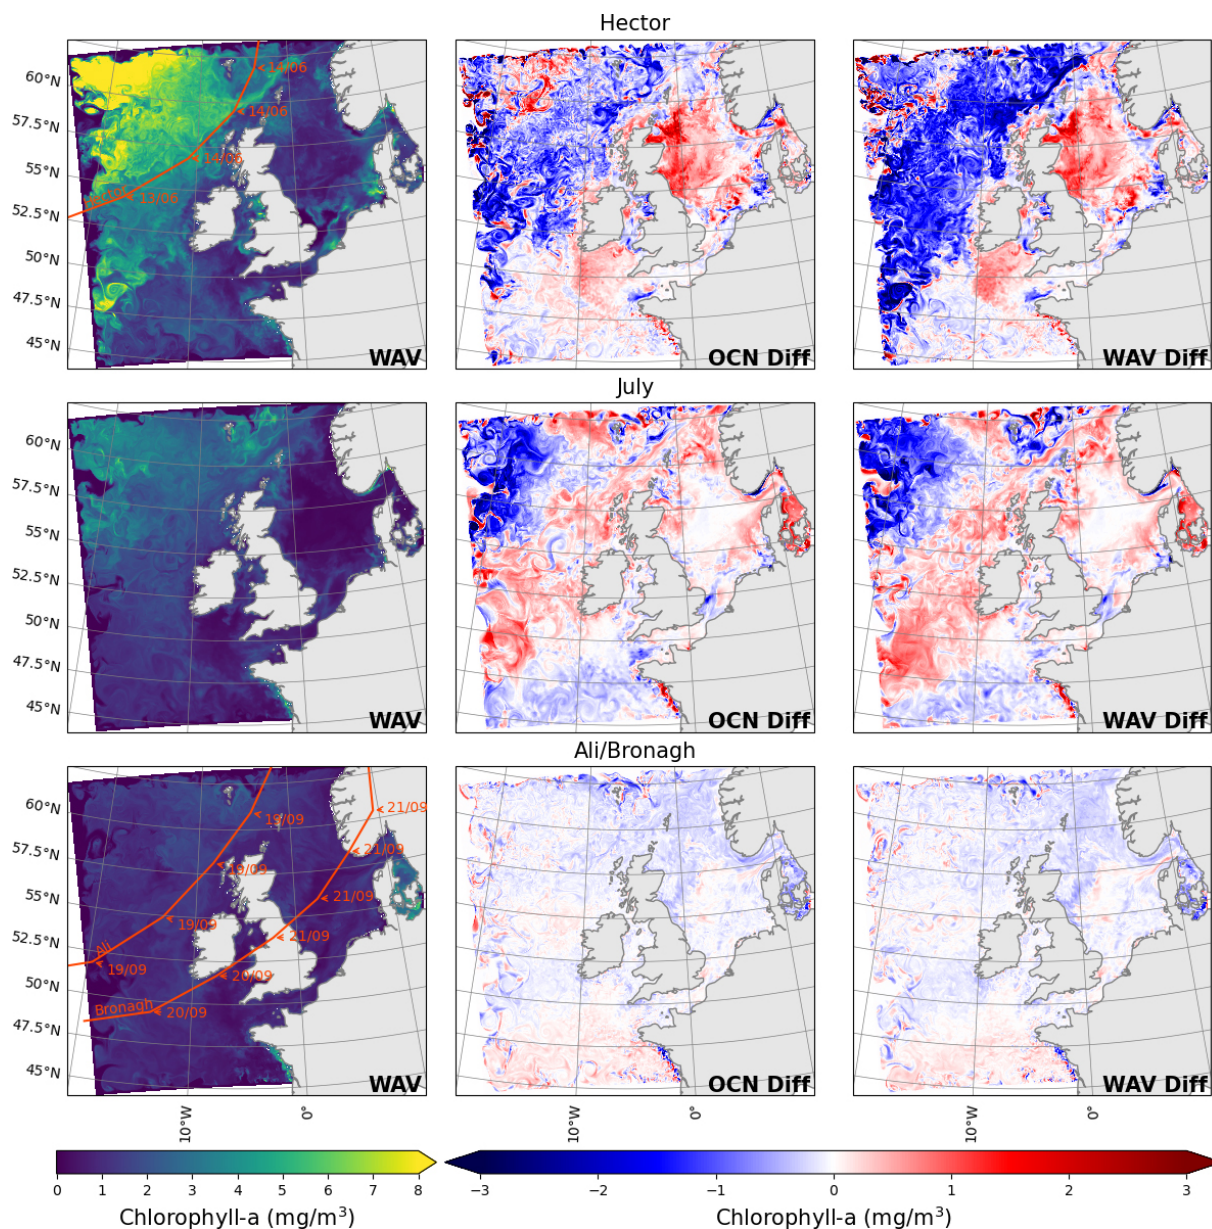 Hector
60°N
57.5°N
55°N
52.5°N
50°N
47.5°N
45°N
14/06
14/06
14/06
13/06
WAV
OCN Diff
WAV Diff
July
60°N
57.5°N
55°N
52.5°N
50°N
47.5°N
45°N
WAV
OCN Diff
WAV Diff
Ali/Bronagh
60°N
57.5°N
55°N
52.5°N
50°N
47.5°N
45°N
21/09
19/09
21/09
19/09
21/09
19/09
21/09
Ali
19/09
20/09
Bronagh
20/09
WAV
OCN Diff
WAV Diff
10°W 0° 10°W 0° 10°W 0°
0 1 2 3 4 5 6 7 8
Chlorophyll-a (mg/m³)
−3 −2 −1 0 1 2 3
Chlorophyll-a (mg/m³)